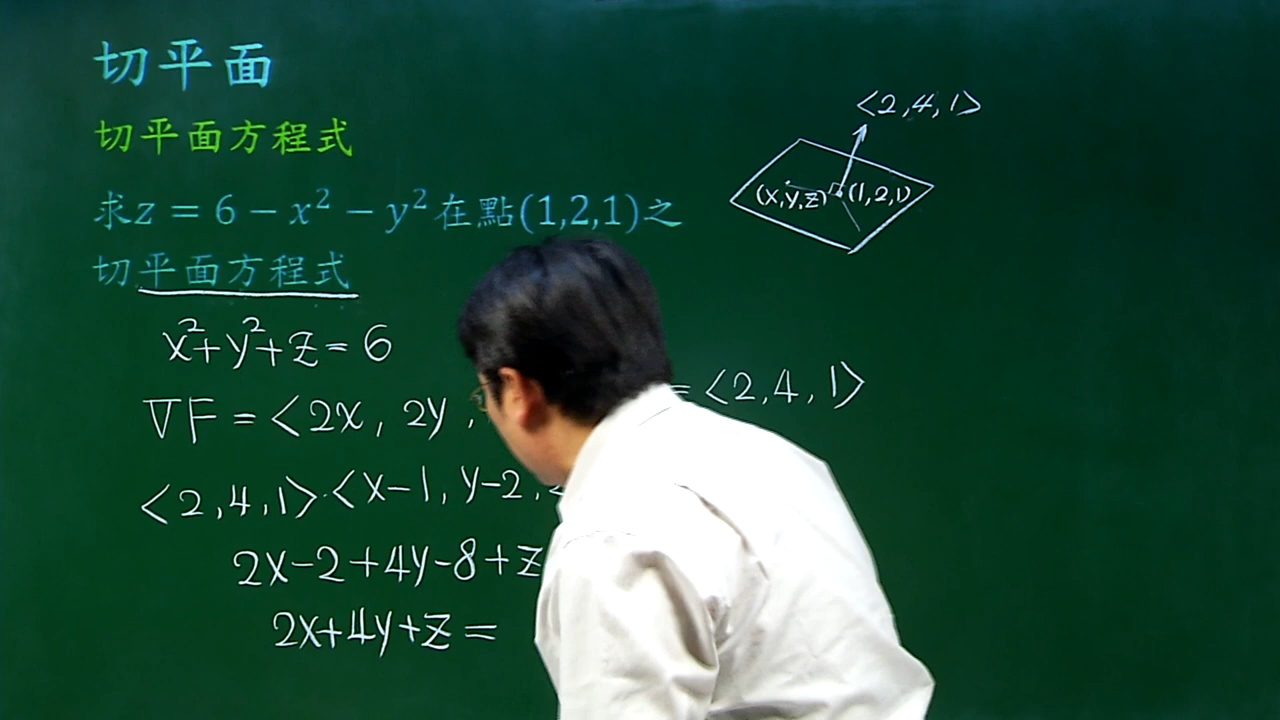 切平面
切平面方程式
求z = 6 − x² − y²在點(1,2,1)之
切平面方程式
x²+y²+z=6
∇F = <2x, 2y,
= <2,4,1>
<2,4,1>·<x−1, y−2,
2x−2+4y−8+z
2x+4y+z=
<2,4,1>
(x,y,z) (1,2,1)